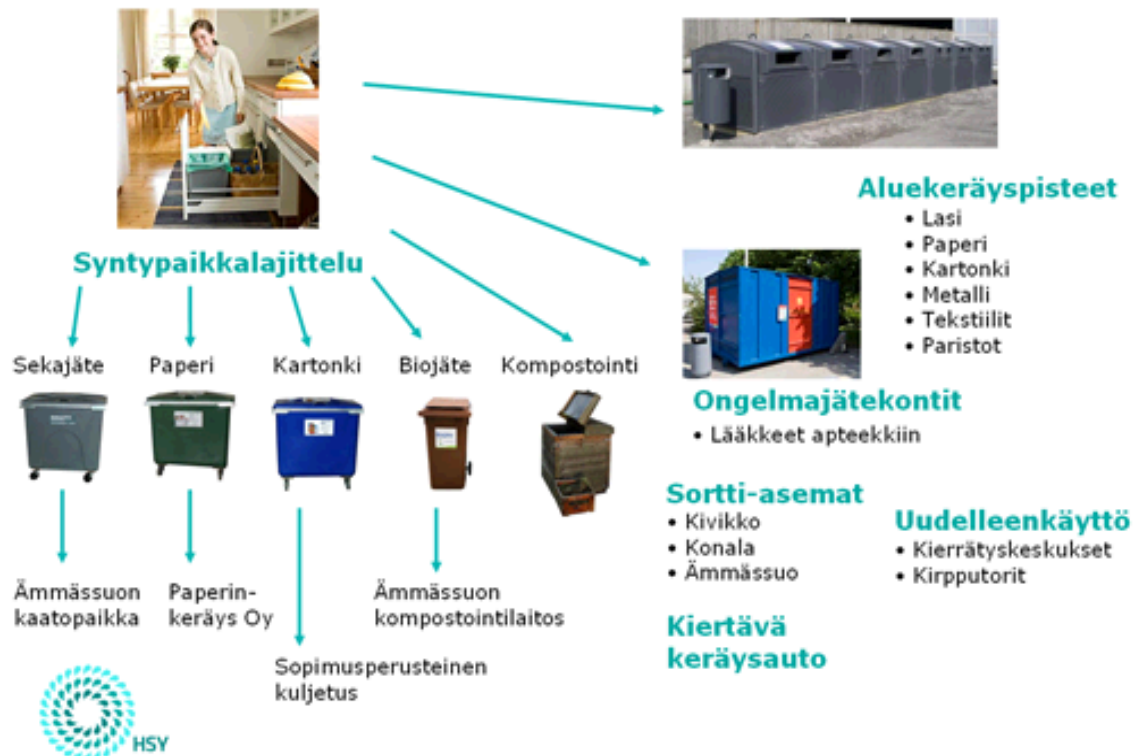 Aluekeräyspisteet
• Lasi
• Paperi
• Kartonki
• Metalli
• Tekstiilit
• Paristot
Syntypaikkalajittelu
Sekajäte
Paperi
Kartonki
Biojäte
Kompostointi
Ongelmajätekontit
• Lääkkeet apteekkiin
Sortti-asemat
• Kivikko
• Konala
• Ämmässuo
Uudelleenkäyttö
• Kierrätyskeskukset
• Kirpputorit
Ämmässuon
kaatopaikka
Paperin-
keräys Oy
Ämmässuon
kompostointilaitos
Sopimusperusteinen
kuljetus
Kiertävä
keräysauto
HSY